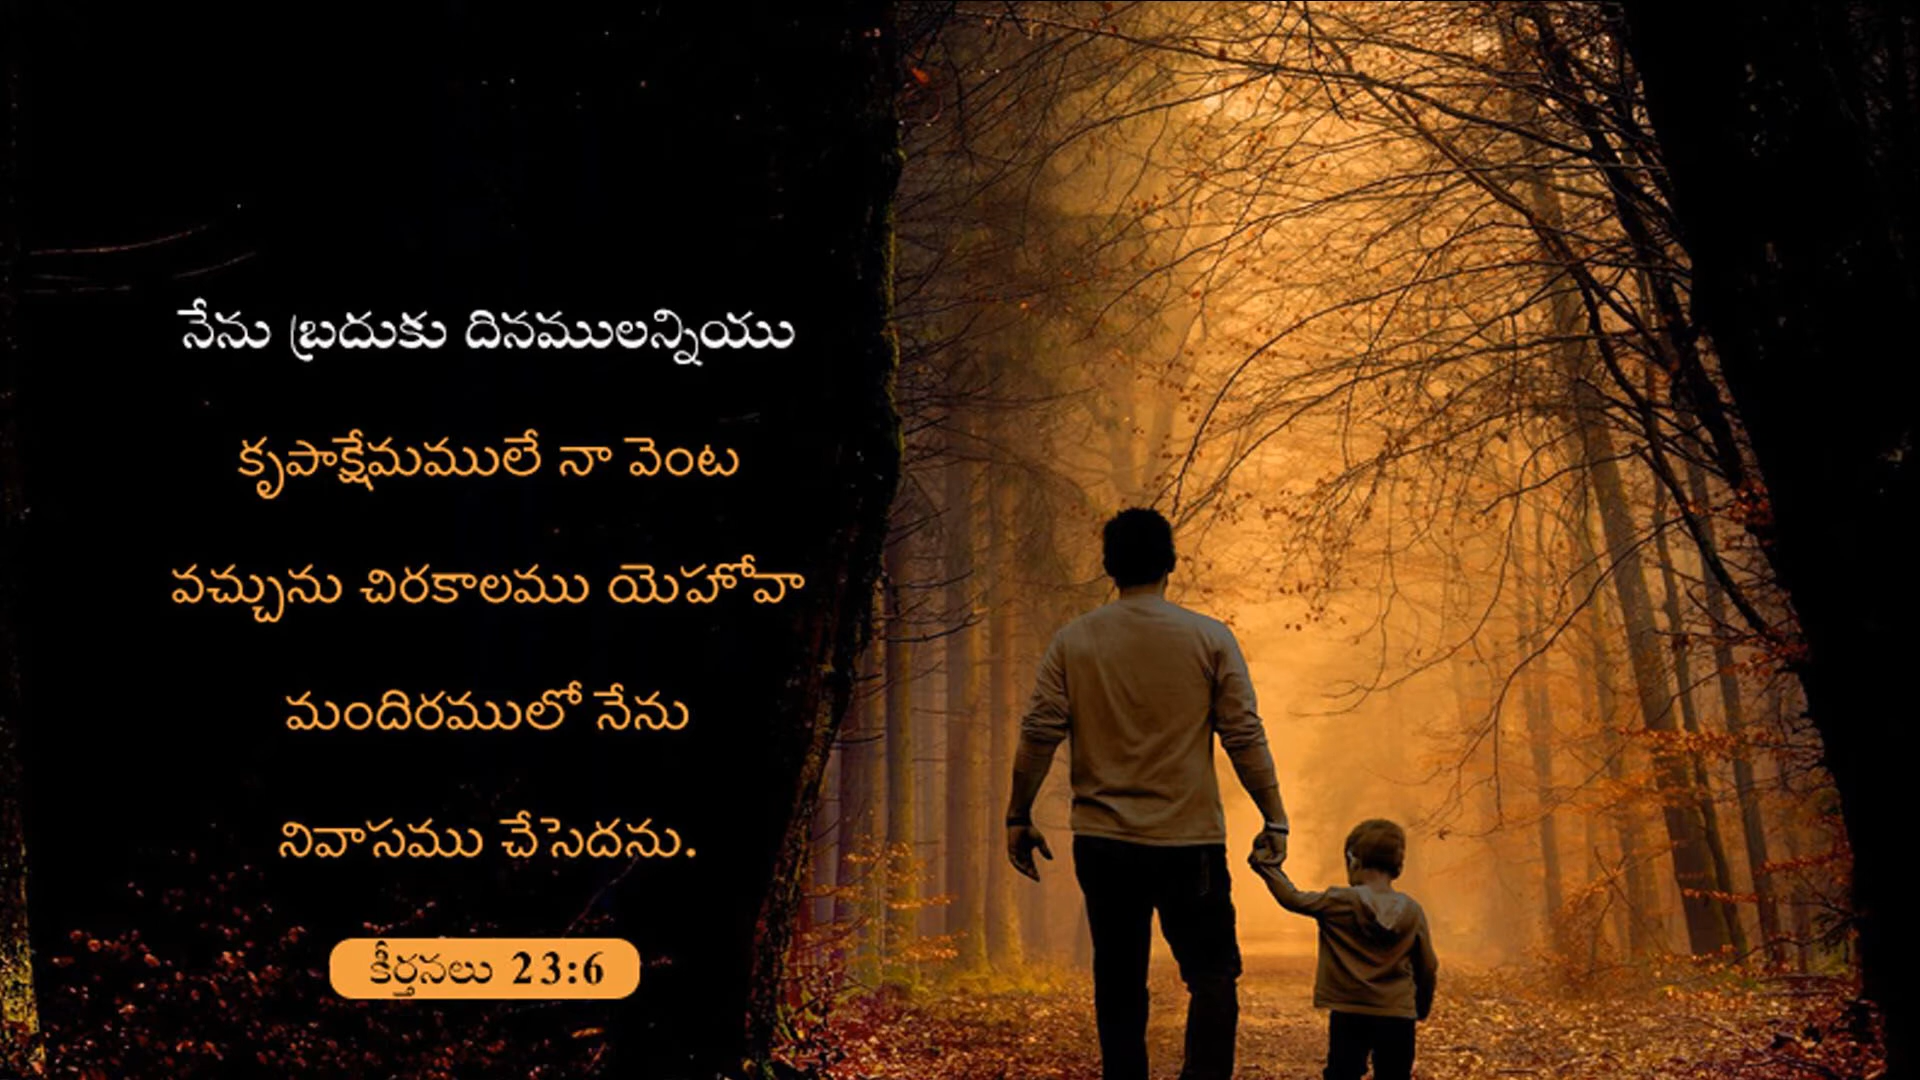 నేను బ్రదుకు దినములన్నియు
కృపాక్షేమములే నా వెంట
వచ్చును చిరకాలము యెహోవా
మందిరములో నేను
నివాసము చేసెదను.
కీర్తనలు 23:6